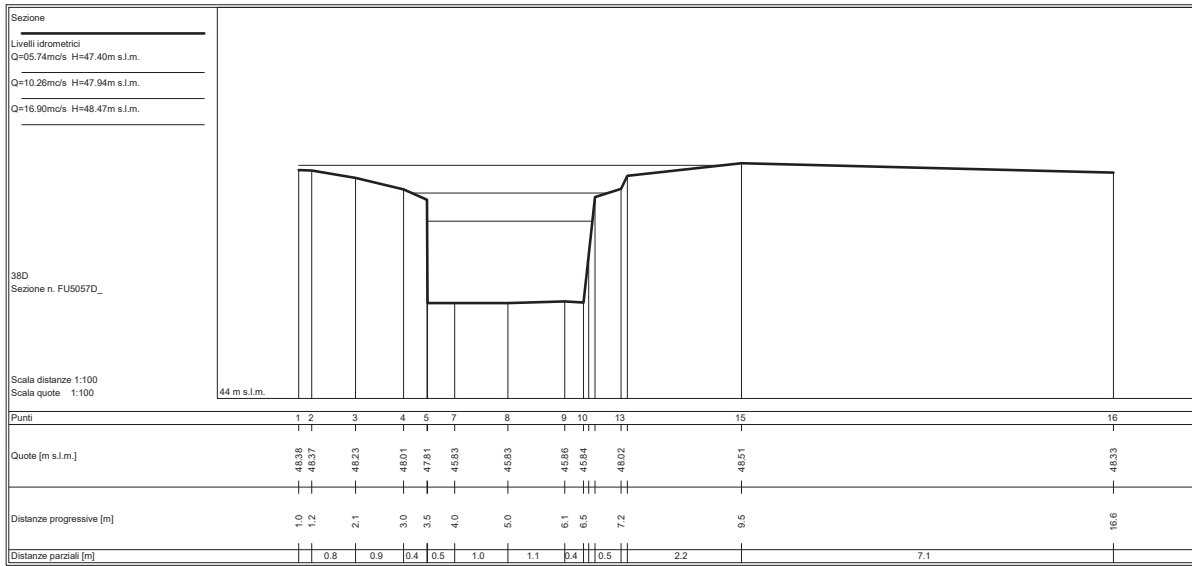 Sezione
Livelli idrometrici
Q=05.74mc/s H=47.40m s.l.m.
Q=10.26mc/s H=47.94m s.l.m.
Q=16.90mc/s H=48.47m s.l.m.
38D
Sezione n. FU5057D_
Scala distanze 1:100
Scala quote 1:100
44 m s.l.m.
Punti 1 2 3 4 5 7 8 9 10 13 15 16
Quote [m s.l.m.] 48.38 48.37 48.23 48.01 47.81 45.83 45.83 45.86 45.84 48.02 48.51 48.33
Distanze progressive [m] 1.0 1.2 2.1 3.0 3.5 4.0 5.0 6.1 6.5 7.2 9.5 16.6
Distanze parziali [m] 0.8 0.9 0.4 0.5 1.0 1.1 0.4 0.5 2.2 7.1